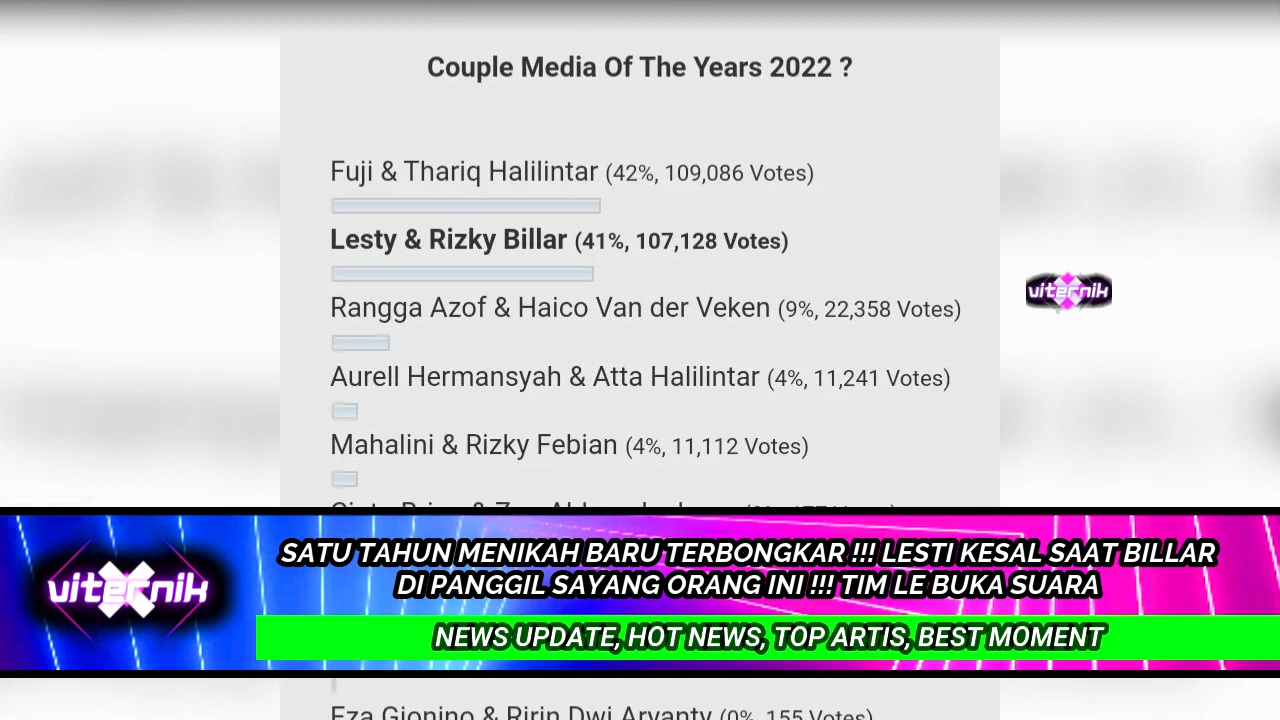 Couple Media Of The Years 2022 ?
Fuji & Thariq Halilintar (42%, 109,086 Votes)
Lesty & Rizky Billar (41%, 107,128 Votes)
Rangga Azof & Haico Van der Veken (9%, 22,358 Votes)
viternik
Aurell Hermansyah & Atta Halilintar (4%, 11,241 Votes)
Mahalini & Rizky Febian (4%, 11,112 Votes)
SATU TAHUN MENIKAH BARU TERBONGKAR !!! LESTI KESAL SAAT BILLAR
DI PANGGIL SAYANG ORANG INI !!! TIM LE BUKA SUARA
viternik
NEWS UPDATE, HOT NEWS, TOP ARTIS, BEST MOMENT
Eza Gionino & Ririn Dwi Aryanty (0%, 155 Votes)